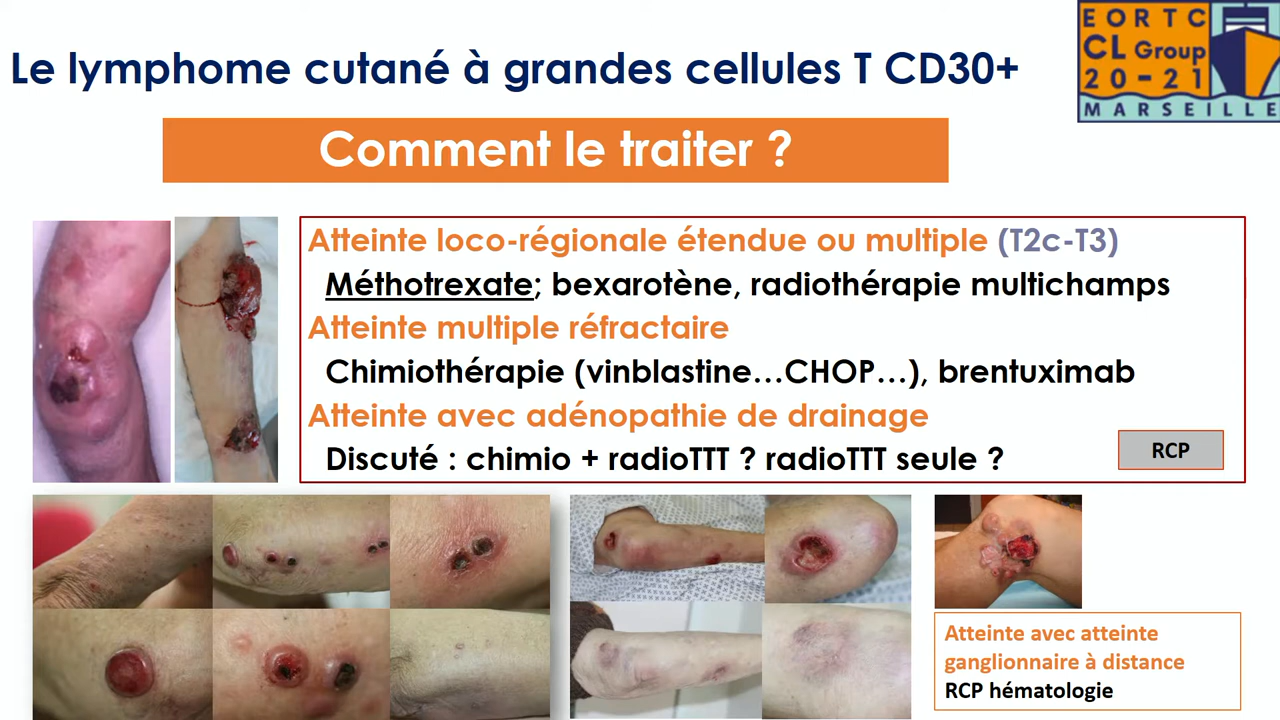 Le lymphome cutané à grandes cellules T CD30+
EORTC
CL Group
20-21
MARSEILLE
Comment le traiter ?
Atteinte loco-régionale étendue ou multiple (T2c-T3)
Méthotrexate; bexarotène, radiothérapie multichamps
Atteinte multiple réfractaire
Chimiothérapie (vinblastine…CHOP…), brentuximab
Atteinte avec adénopathie de drainage
Discuté : chimio + radioTTT ? radioTTT seule ?
RCP
Atteinte avec atteinte
ganglionnaire à distance
RCP hématologie